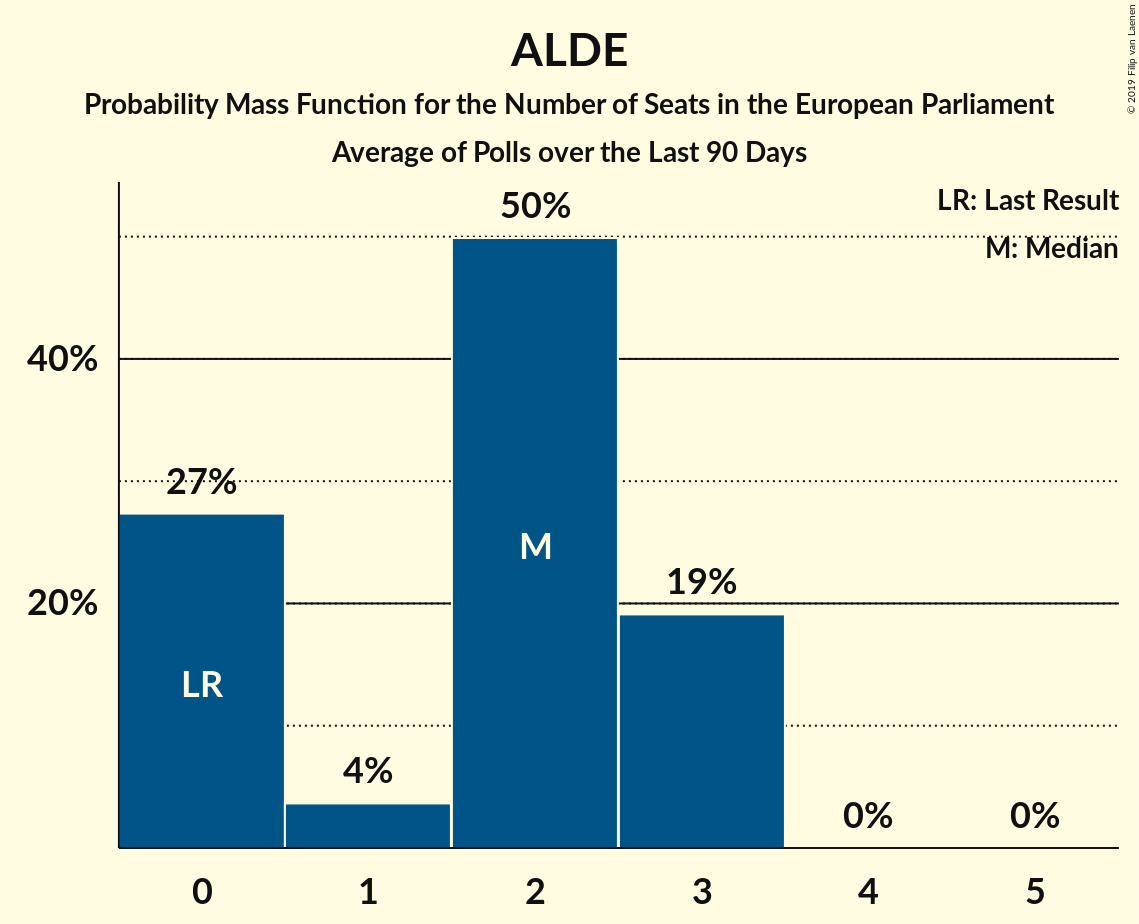 ALDE
Probability Mass Function for the Number of Seats in the European Parliament
Average of Polls over the Last 90 Days
© 2019 Filip van Laenen
LR: Last Result
M: Median
50%
40%
27%
M
20%
19%
LR
4%
0%
0%
0 1 2 3 4 5